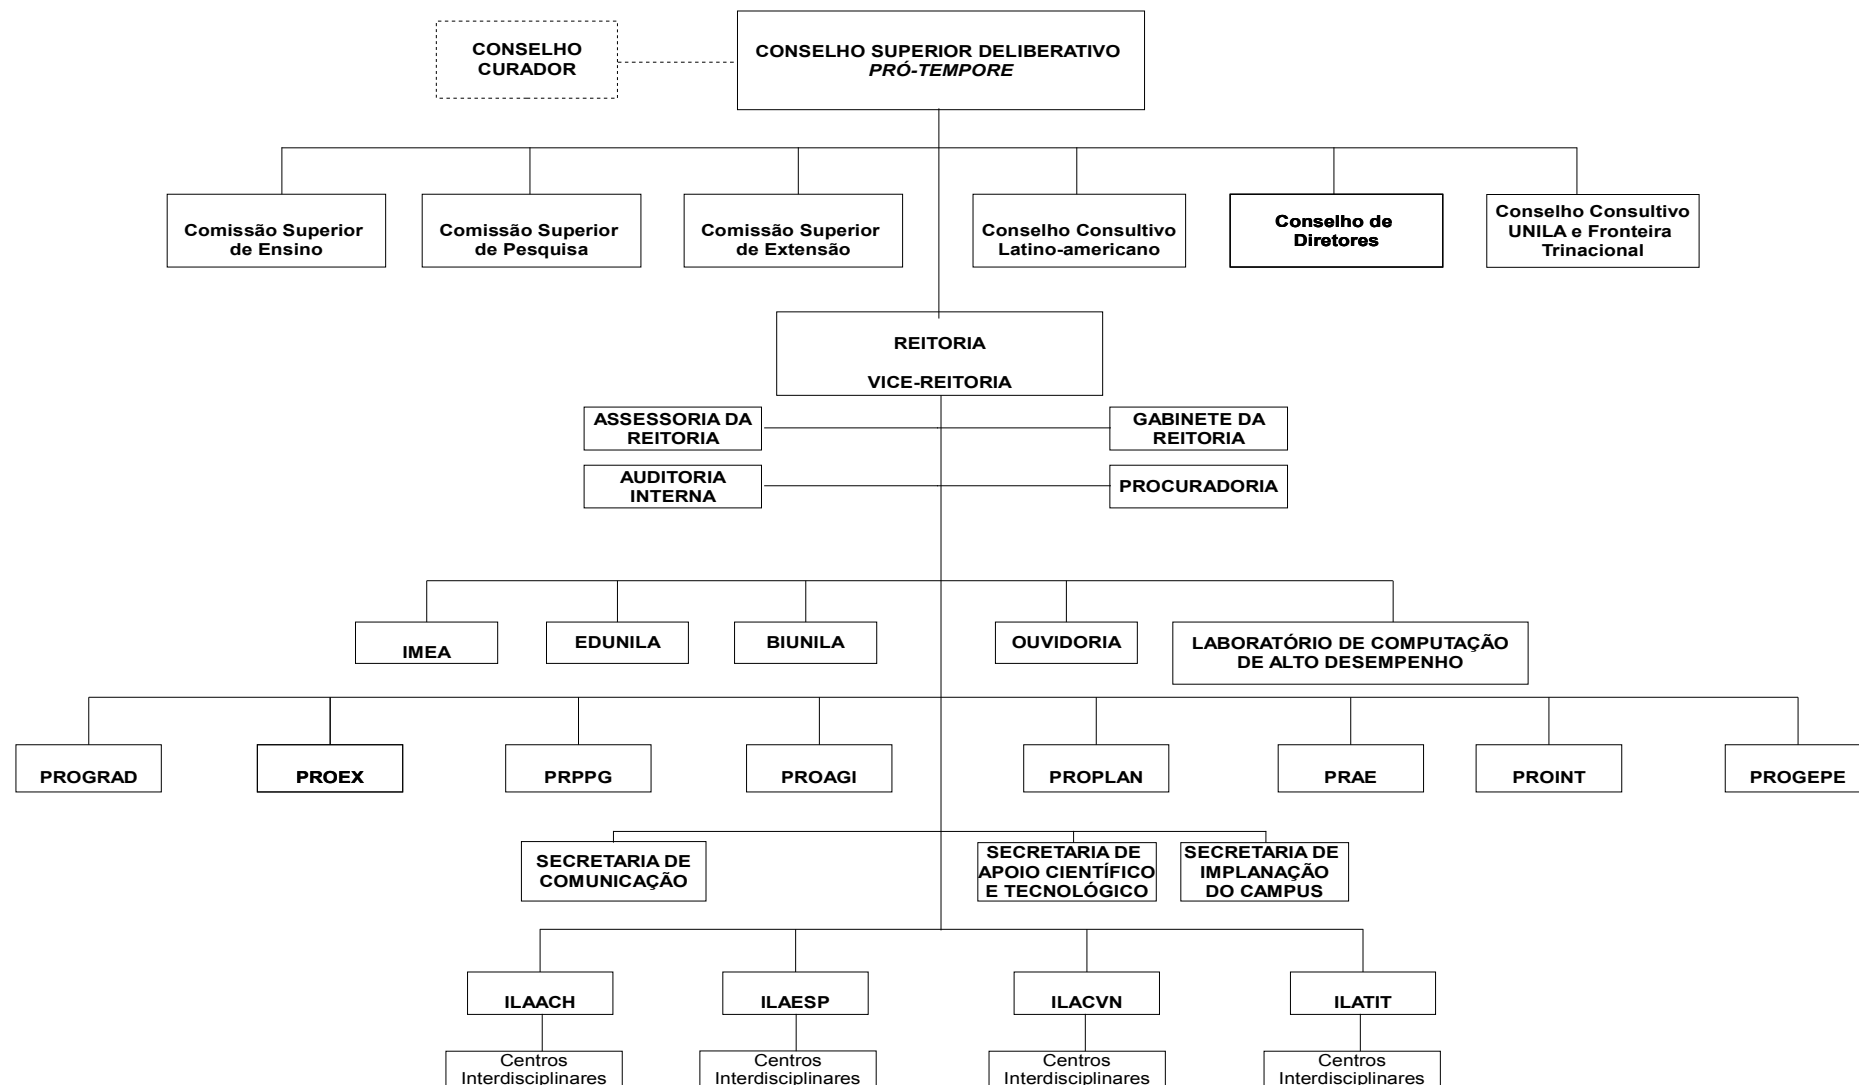 CONSELHO
CURADOR
CONSELHO SUPERIOR DELIBERATIVO
PRÓ-TEMPORE
Comissão Superior
de Ensino
Comissão Superior
de Pesquisa
Comissão Superior
de Extensão
Conselho Consultivo
Latino-americano
Conselho de
Diretores
Conselho Consultivo
UNILA e Fronteira
Trinacional
REITORIA
VICE-REITORIA
ASSESSORIA DA
REITORIA
GABINETE DA
REITORIA
AUDITORIA
INTERNA
PROCURADORIA
IMEA
EDUNILA
BIUNILA
OUVIDORIA
LABORATÓRIO DE COMPUTAÇÃO
DE ALTO DESEMPENHO
PROGRAD
PROEX
PRPPG
PROAGI
PROPLAN
PRAE
PROINT
PROGEPE
SECRETARIA DE
COMUNICAÇÃO
SECRETARIA DE
APOIO CIENTÍFICO
E TECNOLÓGICO
SECRETARIA DE
IMPLANAÇÃO
DO CAMPUS
ILAACH
ILAESP
ILACVN
ILATIT
Centros
Interdisciplinares
Centros
Interdisciplinares
Centros
Interdisciplinares
Centros
Interdisciplinares